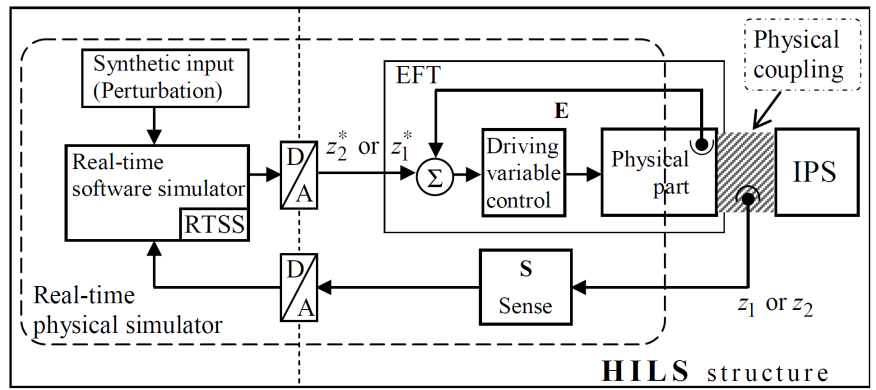 Synthetic input
(Perturbation)
Real-time
software simulator
RTSS
D
A
z₂* or z₁*
EFT
E
Σ
Driving
variable
control
Physical
part
Physical
coupling
IPS
D
A
S
Sense
z₁ or z₂
Real-time
physical simulator
HILS structure